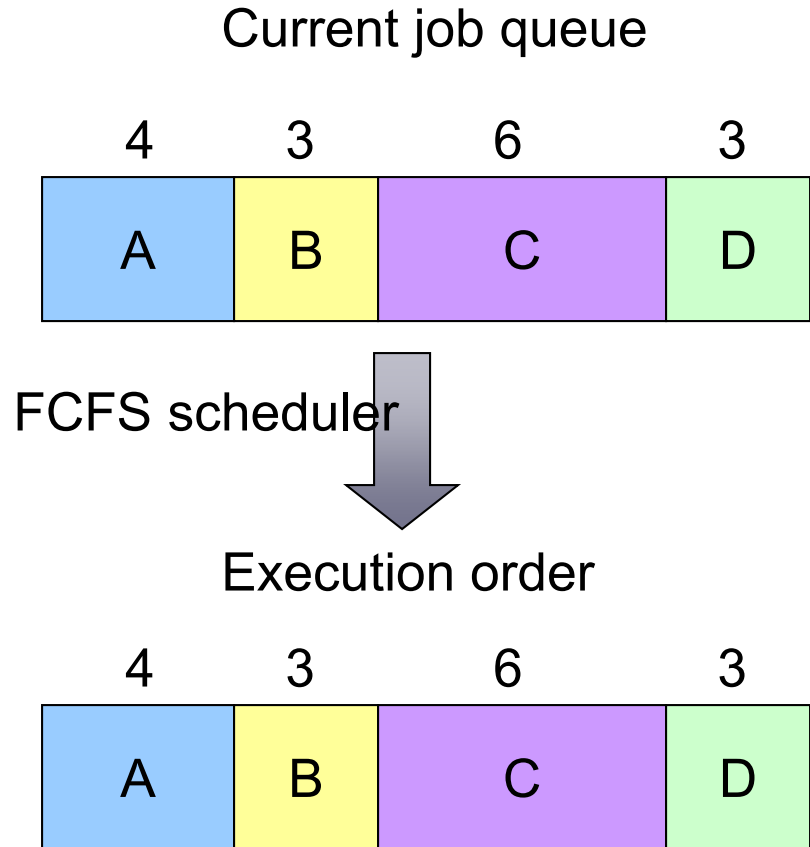 Current job queue
4 3 6 3
A B C D
FCFS scheduler
Execution order
4 3 6 3
A B C D